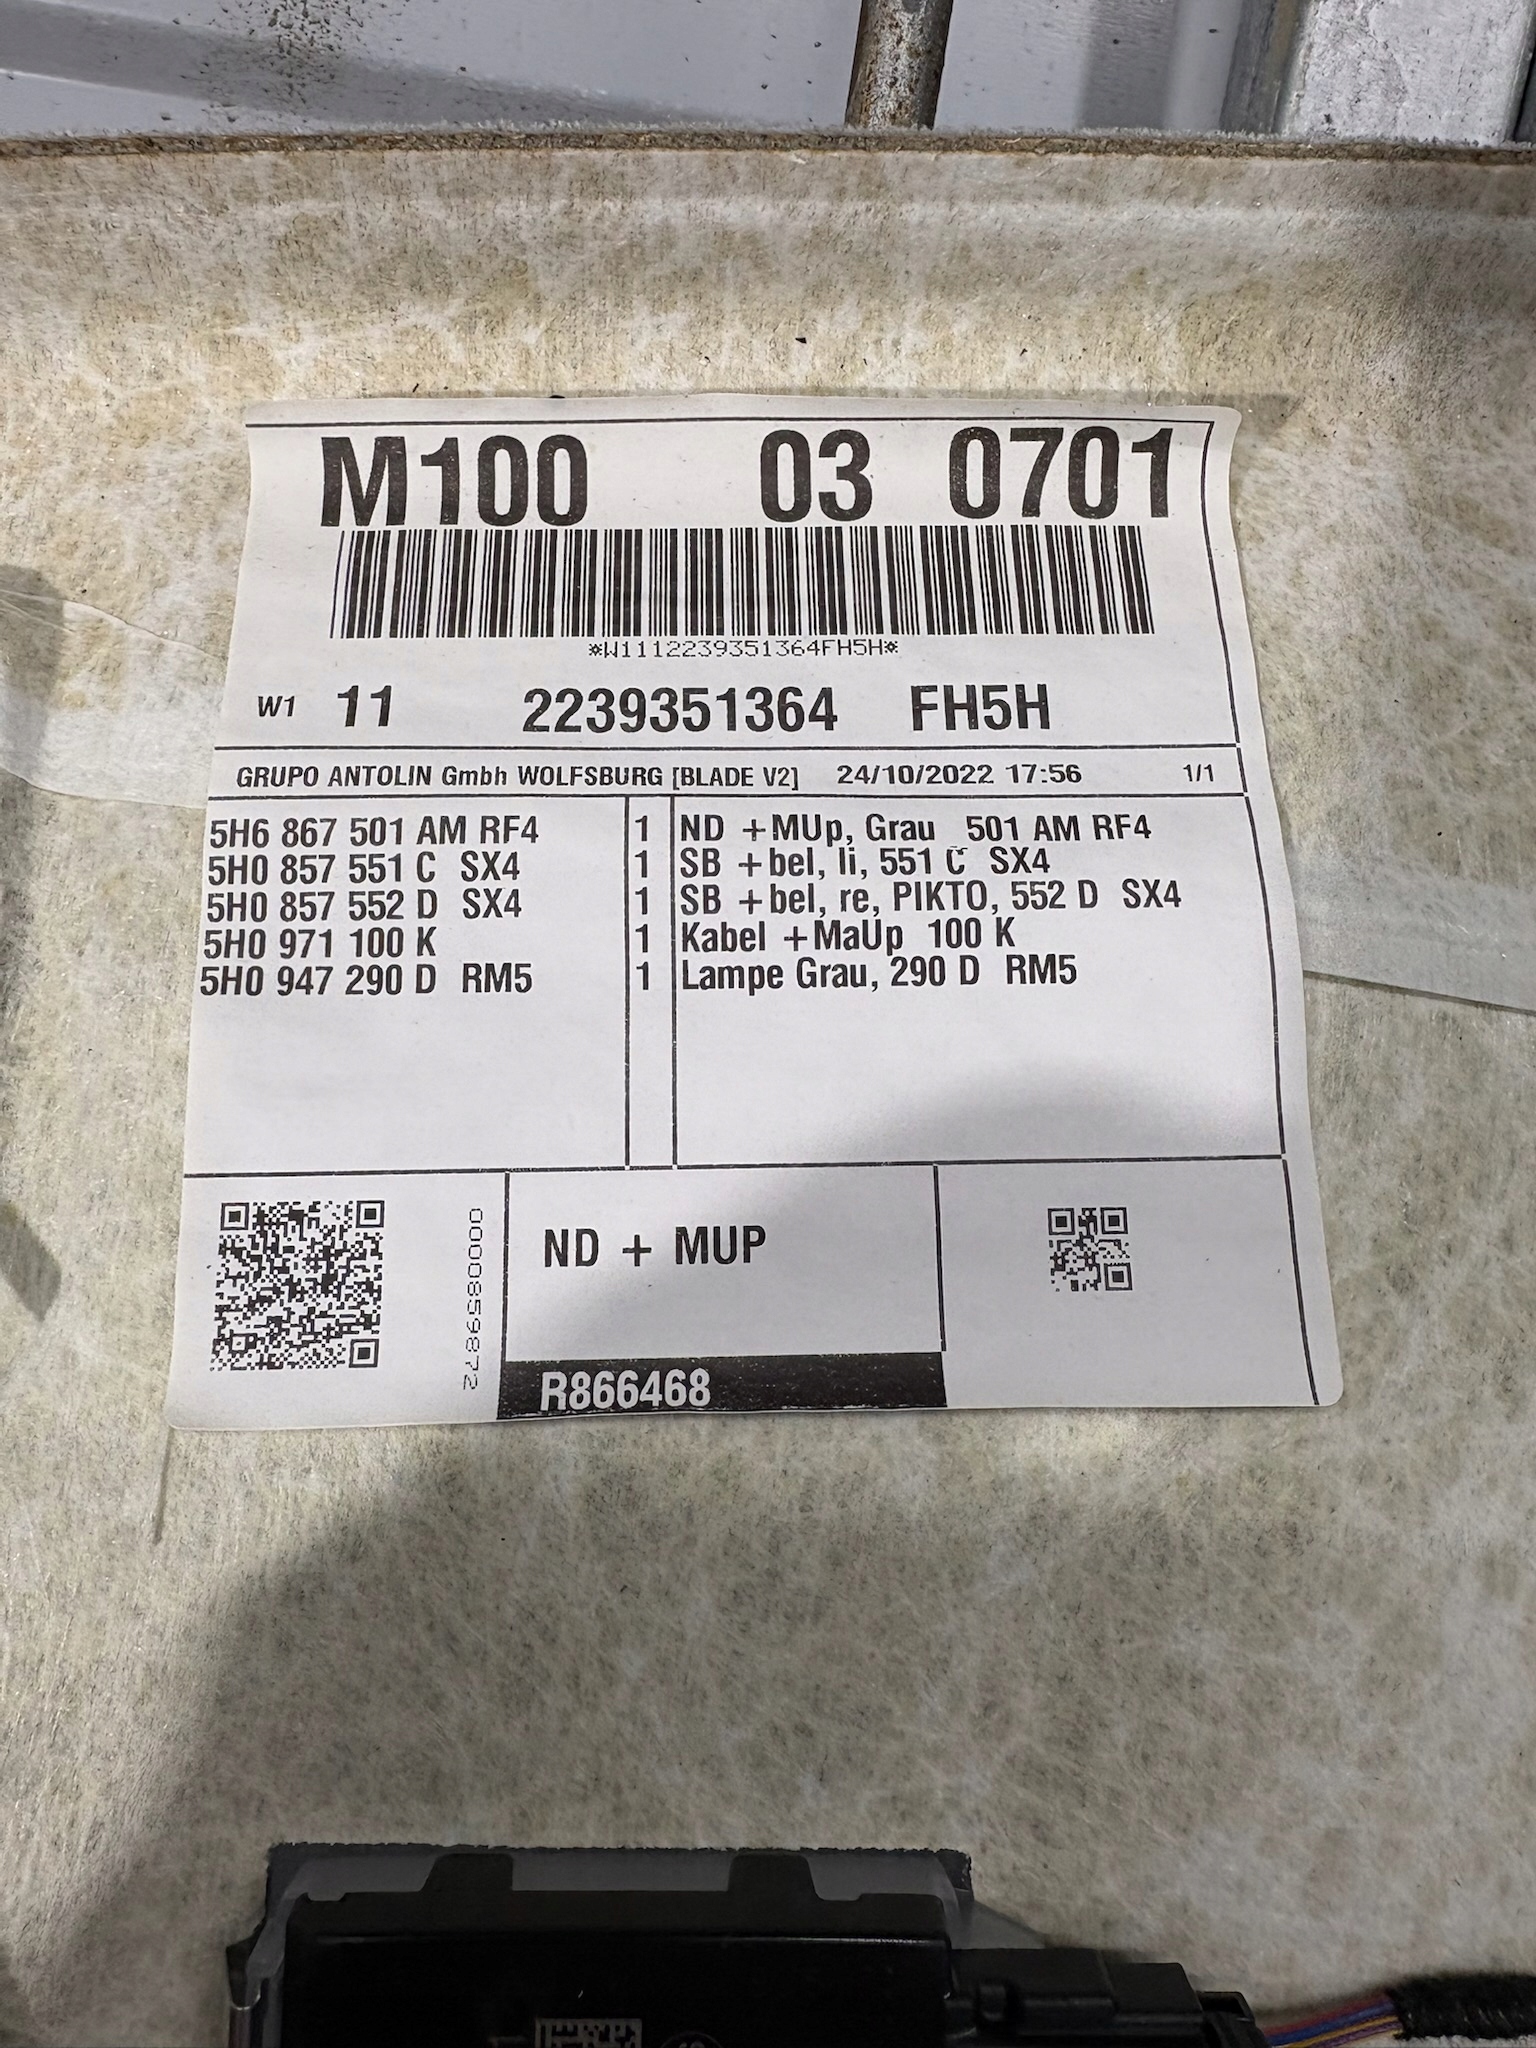 M100 03 0701
*W1112239351364FH5H*
W1 11 2239351364 FH5H
GRUPO ANTOLIN Gmbh WOLFSBURG [BLADE V2] 24/10/2022 17:56 1/1
5H6 867 501 AM RF4 1 ND +MUp, Grau 501 AM RF4
5H0 857 551 C SX4 1 SB +bel, li, 551 C SX4
5H0 857 552 D SX4 1 SB +bel, re, PIKTO, 552 D SX4
5H0 971 100 K 1 Kabel +MaUp 100 K
5H0 947 290 D RM5 1 Lampe Grau, 290 D RM5
0000859872
ND + MUP
R866468